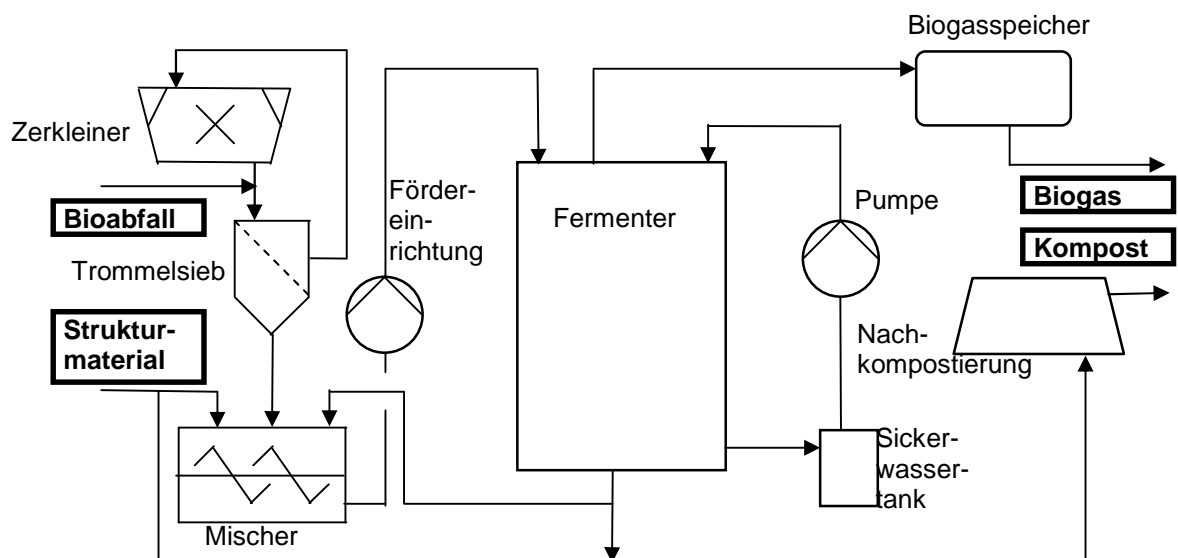 Biogasspeicher
Zerkleiner
Bioabfall
Trommelsieb
Förder-
ein-
richtung
Fermenter
Pumpe
Biogas
Kompost
Struktur-
material
Nach-
kompostierung
Sicker-
wasser-
tank
Mischer